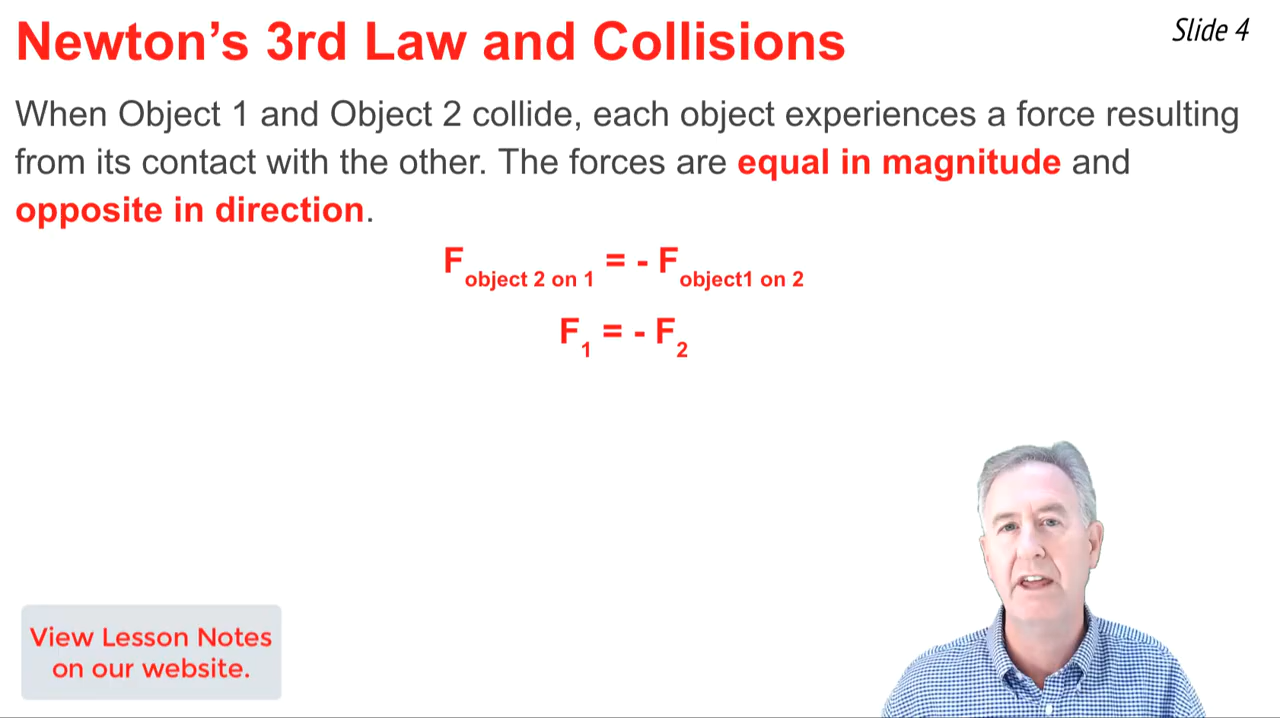 Newton’s 3rd Law and Collisions
Slide 4
When Object 1 and Object 2 collide, each object experiences a force resulting
from its contact with the other. The forces are equal in magnitude and
opposite in direction.
F object 2 on 1 = - F object1 on 2
F 1 = - F 2
View Lesson Notes
on our website.